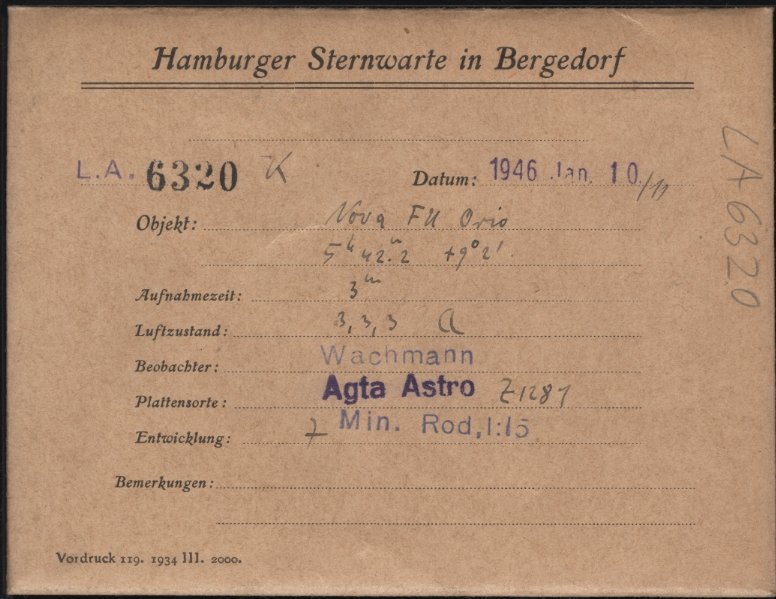 Hamburger Sternwarte in Bergedorf
L.A. 6320 K Datum: 1946 Jan. 10/11
Objekt: Nova FU Orio
5ʰ 42.ᵐ2 +9° 2'
Aufnahmezeit: 3ᵐ
Luftzustand: 3, 3, 3 a
Beobachter: Wachmann
Plattensorte: Agta Astro Z1281
Entwicklung: 7 Min. Rod, 1:15
Bemerkungen:
Vordruck 119. 1934 III. 2000.
LA 6320